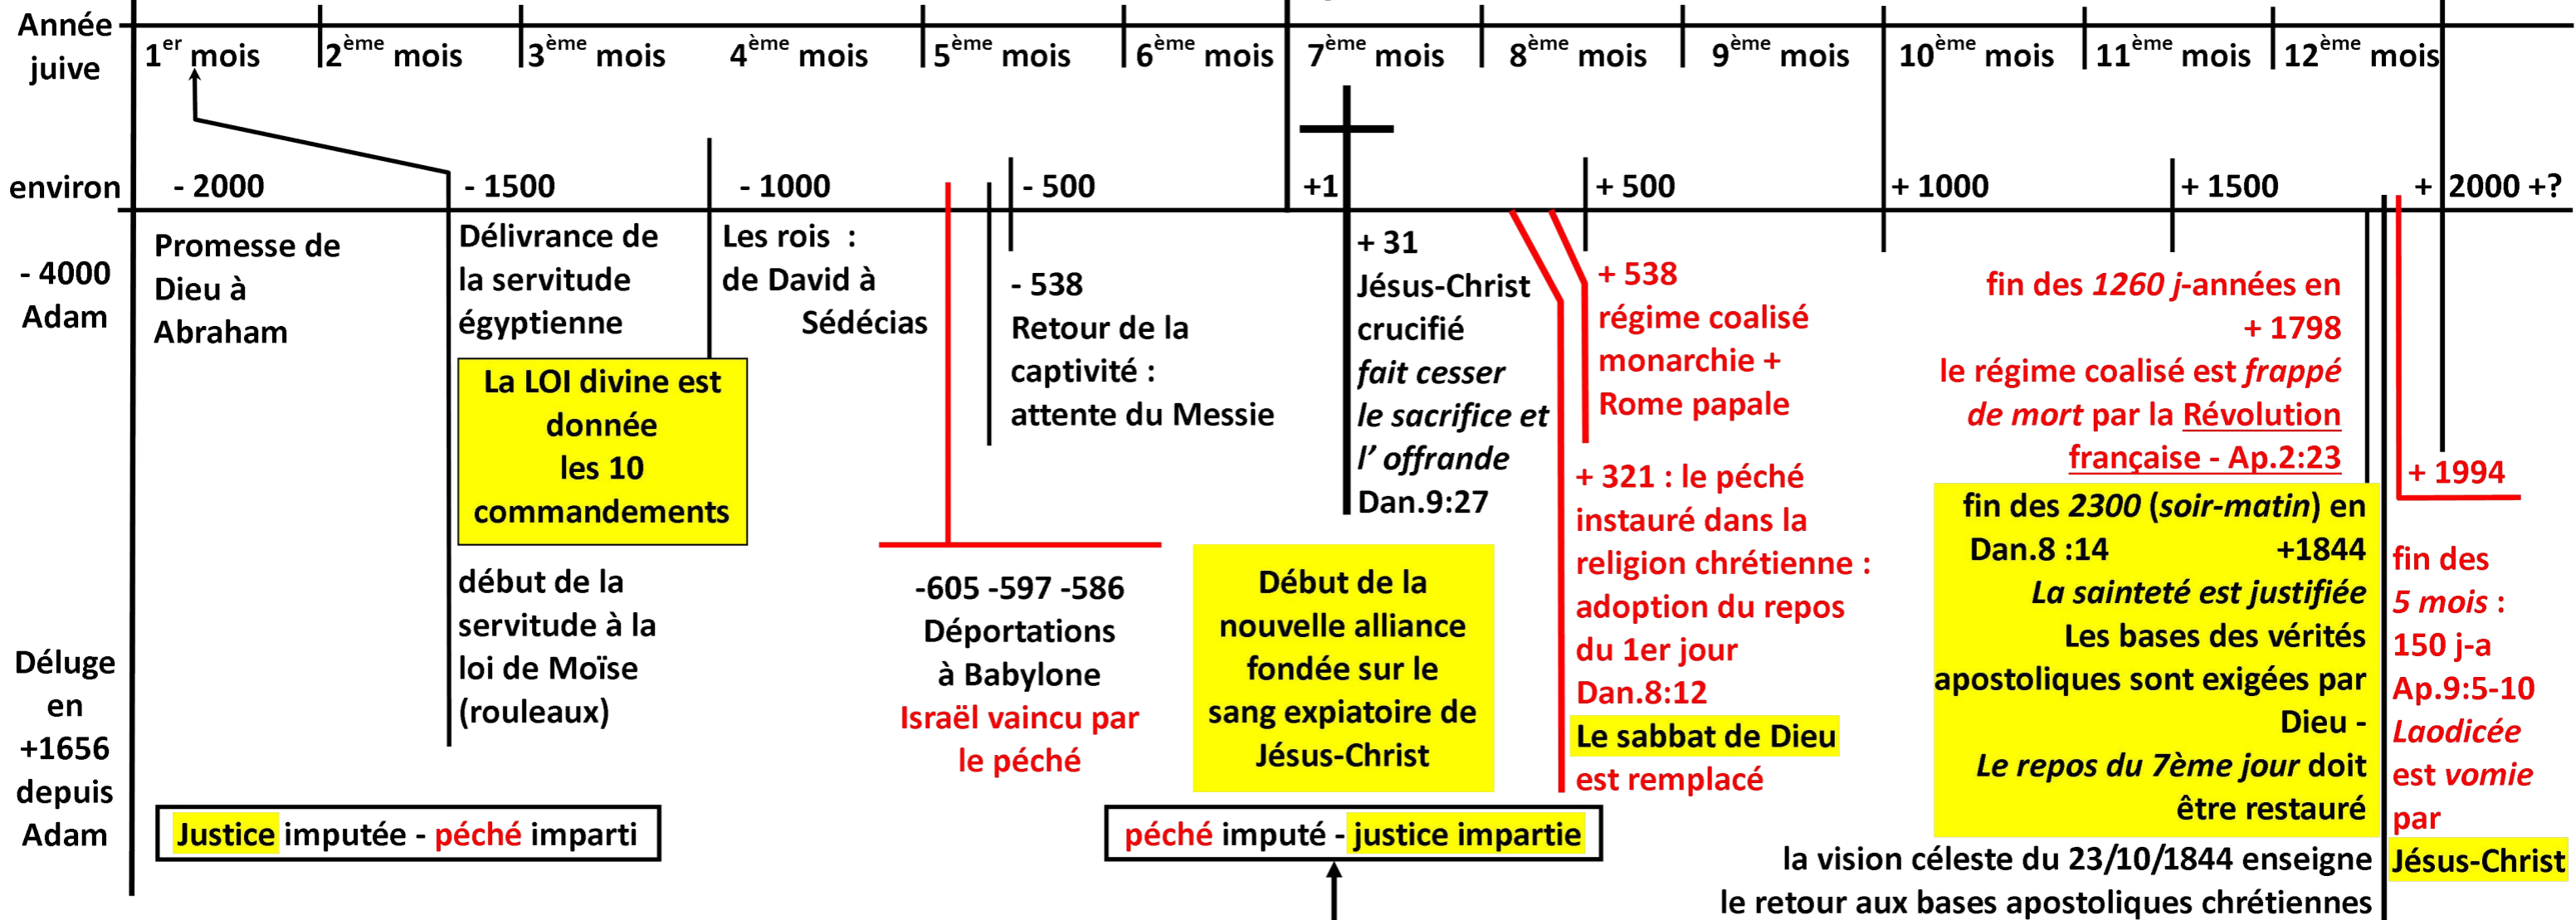 Année
juive
1er mois
2ème mois
3ème mois
4ème mois
5ème mois
6ème mois
7ème mois
8ème mois
9ème mois
10ème mois
11ème mois
12ème mois
environ
- 2000
- 1500
- 1000
- 500
+1
+ 500
+ 1000
+ 1500
+ 2000 +?
- 4000
Adam
Déluge
en
+1656
depuis
Adam
Promesse de
Dieu à
Abraham
Délivrance de
la servitude
égyptienne
La LOI divine est
donnée
les 10
commandements
début de la
servitude à la
loi de Moïse
(rouleaux)
Les rois :
de David à
Sédécias
-605 -597 -586
Déportations
à Babylone
Israël vaincu par
le péché
- 538
Retour de la
captivité :
attente du Messie
+ 31
Jésus-Christ
crucifié
fait cesser
le sacrifice et
l' offrande
Dan.9:27
Début de la
nouvelle alliance
fondée sur le
sang expiatoire de
Jésus-Christ
+ 538
régime coalisé
monarchie +
Rome papale
+ 321 : le péché
instauré dans la
religion chrétienne :
adoption du repos
du 1er jour
Dan.8:12
Le sabbat de Dieu
est remplacé
fin des 1260 j-années en
+ 1798
le régime coalisé est frappé
de mort par la Révolution
française - Ap.2:23
fin des 2300 (soir-matin) en
Dan.8 :14 +1844
La sainteté est justifiée
Les bases des vérités
apostoliques sont exigées par
Dieu -
Le repos du 7ème jour doit
être restauré
+ 1994
fin des
5 mois :
150 j-a
Ap.9:5-10
Laodicée
est vomie
par
Jésus-Christ
Justice imputée - péché imparti
péché imputé - justice impartie
la vision céleste du 23/10/1844 enseigne
le retour aux bases apostoliques chrétiennes